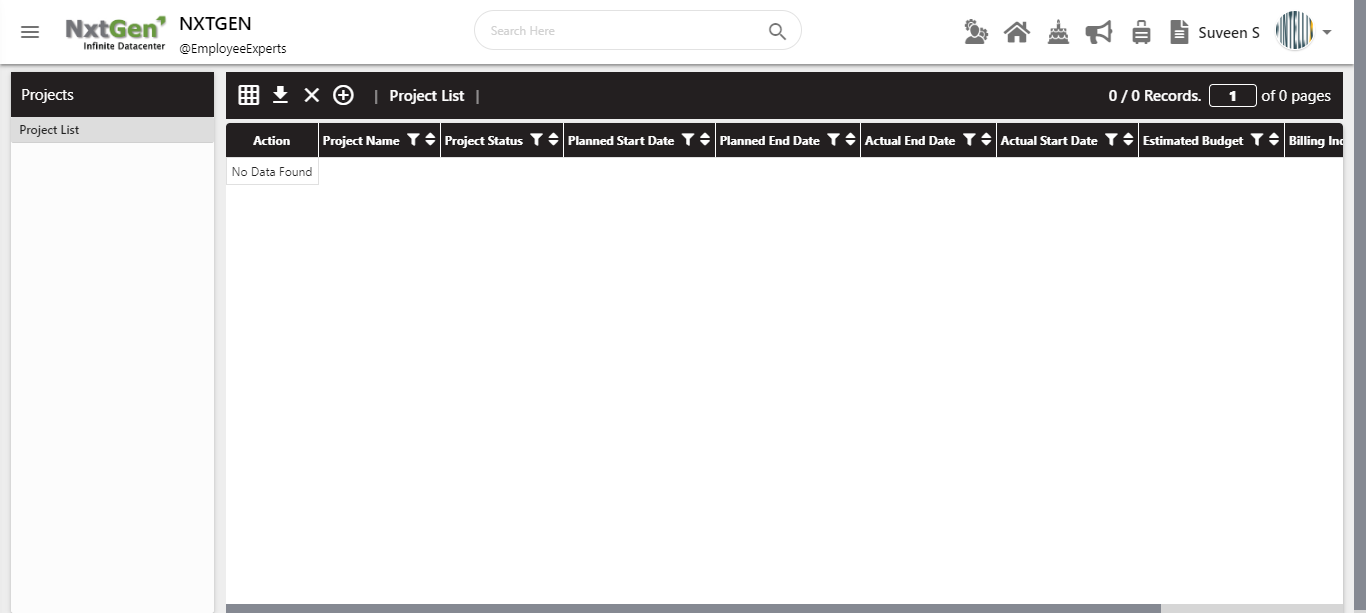 NxtGen
Infinite Datacenter
NXTGEN
@EmployeeExperts
Search Here
Suveen S
Projects
Project List
| Project List |
0 / 0 Records. 1 of 0 pages
Action Project Name Project Status Planned Start Date Planned End Date Actual End Date Actual Start Date Estimated Budget Billing Inc
No Data Found